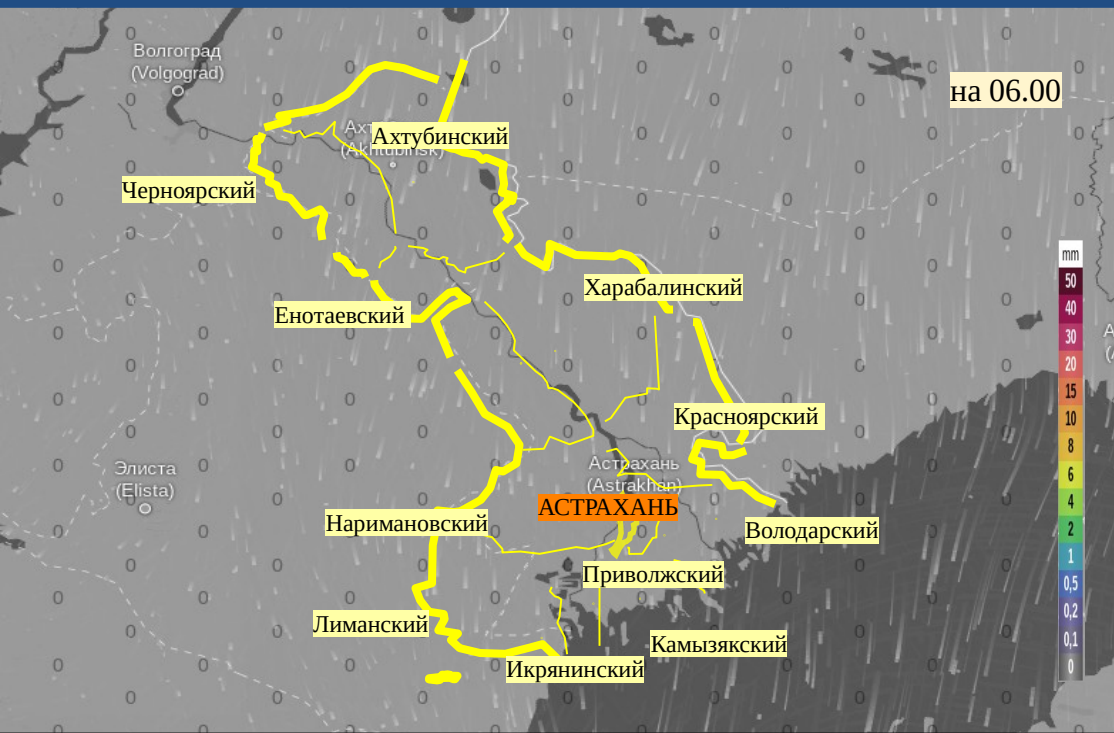 Волгоград
(Volgograd)
на 06.00
Ахтубинский
(Akhtubinsk)
Черноярский
mm
50
40
30
20
15
10
8
6
4
2
1
0,5
0,2
0,1
0
Харабалинский
Енотаевский
Красноярский
Элиста
(Elista)
Астрахань
(Astrakhan)
АСТРАХАНЬ
Наримановский
Володарский
Приволжский
Лиманский
Камызякский
Икрянинский